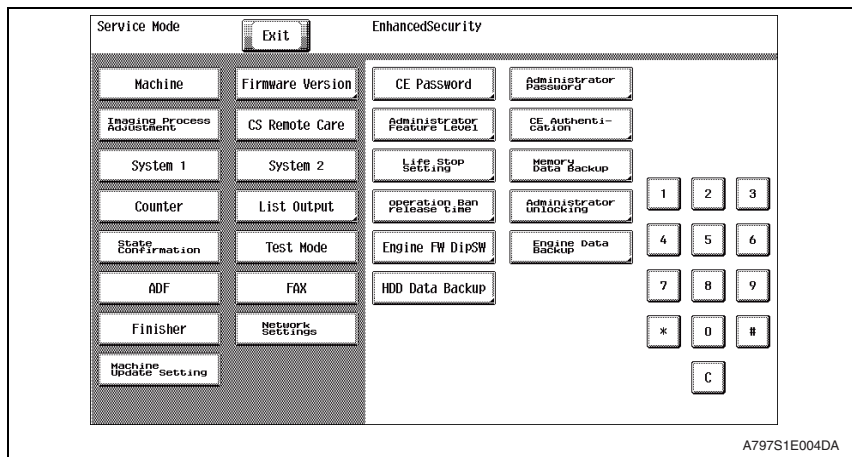 Service Mode
Exit
EnhancedSecurity
Machine
Firmware Version
CE Password
Administrator
Password
Imaging Process
Adjustment
CS Remote Care
Administrator
Feature Level
CE Authenti-
cation
System 1
System 2
Life Stop
Setting
Memory
Data Backup
Counter
List Output
operation Ban
release time
Administrator
unlocking
1 2 3
State
Confirmation
Test Mode
Engine FW DipSW
Engine Data
Backup
4 5 6
ADF
FAX
HDD Data Backup
7 8 9
Finisher
Network
Settings
* 0 #
Machine
Update Setting
C
A797S1E004DA